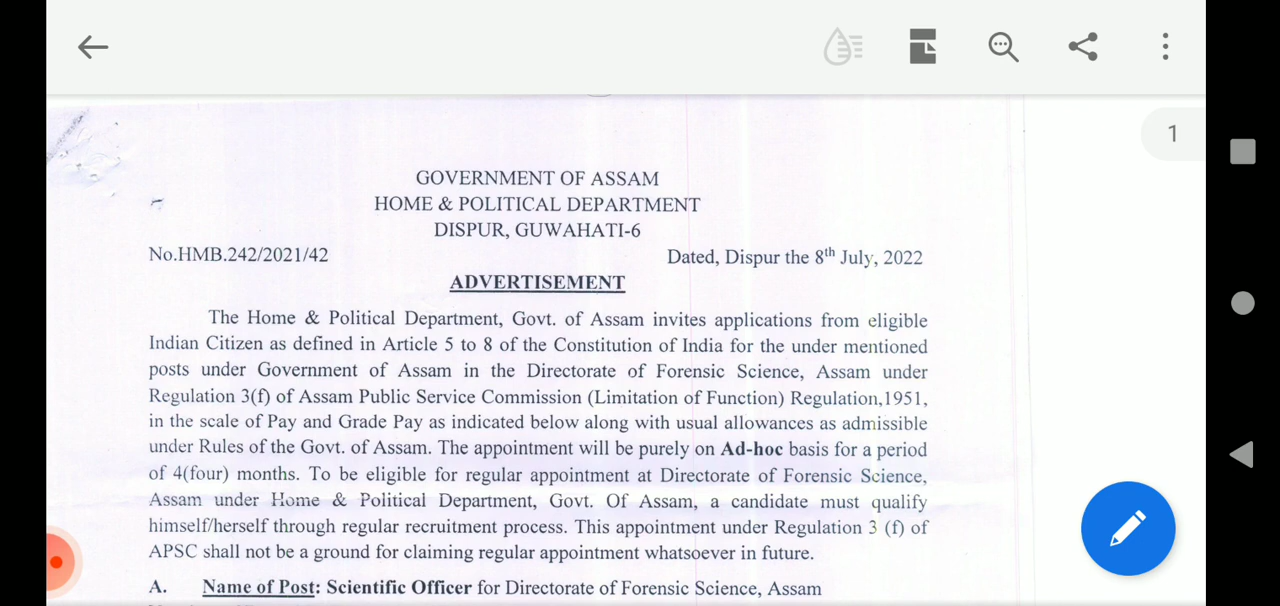 1
GOVERNMENT OF ASSAM
HOME & POLITICAL DEPARTMENT
DISPUR, GUWAHATI-6
No.HMB.242/2021/42 Dated, Dispur the 8th July, 2022
ADVERTISEMENT
The Home & Political Department, Govt. of Assam invites applications from eligible
Indian Citizen as defined in Article 5 to 8 of the Constitution of India for the under mentioned
posts under Government of Assam in the Directorate of Forensic Science, Assam under
Regulation 3(f) of Assam Public Service Commission (Limitation of Function) Regulation,1951,
in the scale of Pay and Grade Pay as indicated below along with usual allowances as admissible
under Rules of the Govt. of Assam. The appointment will be purely on Ad-hoc basis for a period
of 4(four) months. To be eligible for regular appointment at Directorate of Forensic Science,
Assam under Home & Political Department, Govt. Of Assam, a candidate must qualify
himself/herself through regular recruitment process. This appointment under Regulation 3 (f) of
APSC shall not be a ground for claiming regular appointment whatsoever in future.
A. Name of Post: Scientific Officer for Directorate of Forensic Science, Assam